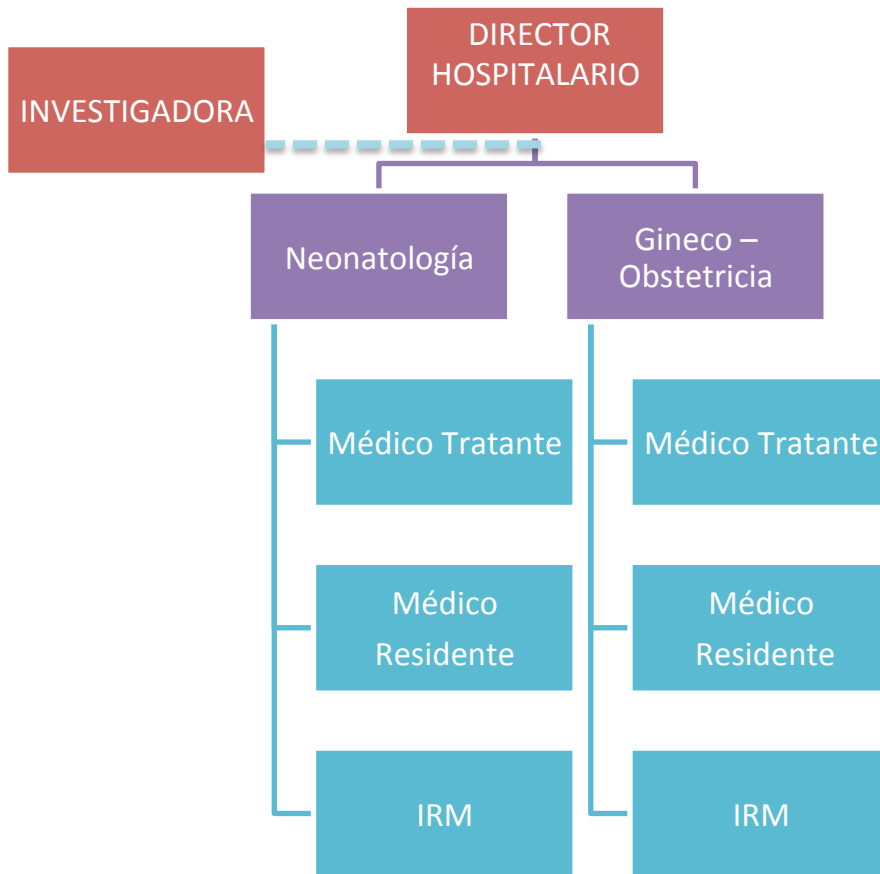 DIRECTOR
HOSPITALARIO
INVESTIGADORA
Neonatología
Gineco –
Obstetricia
Médico Tratante
Médico Tratante
Médico
Residente
Médico
Residente
IRM
IRM